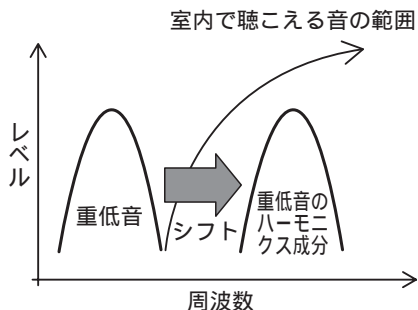 室内で聴こえる音の範囲
レベル
重低音
シフト
重低音の
ハーモニ
クス成分
周波数